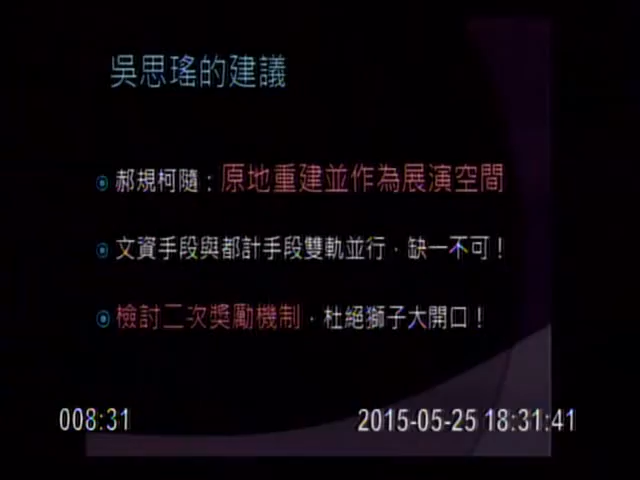 吳思瑤的建議
郝規柯隨：原地重建並作為展演空間
文資手段與都計手段雙軌並行，缺一不可！
檢討二次獎勵機制，杜絕獅子大開口！
008:31
2015-05-25 18:31:41